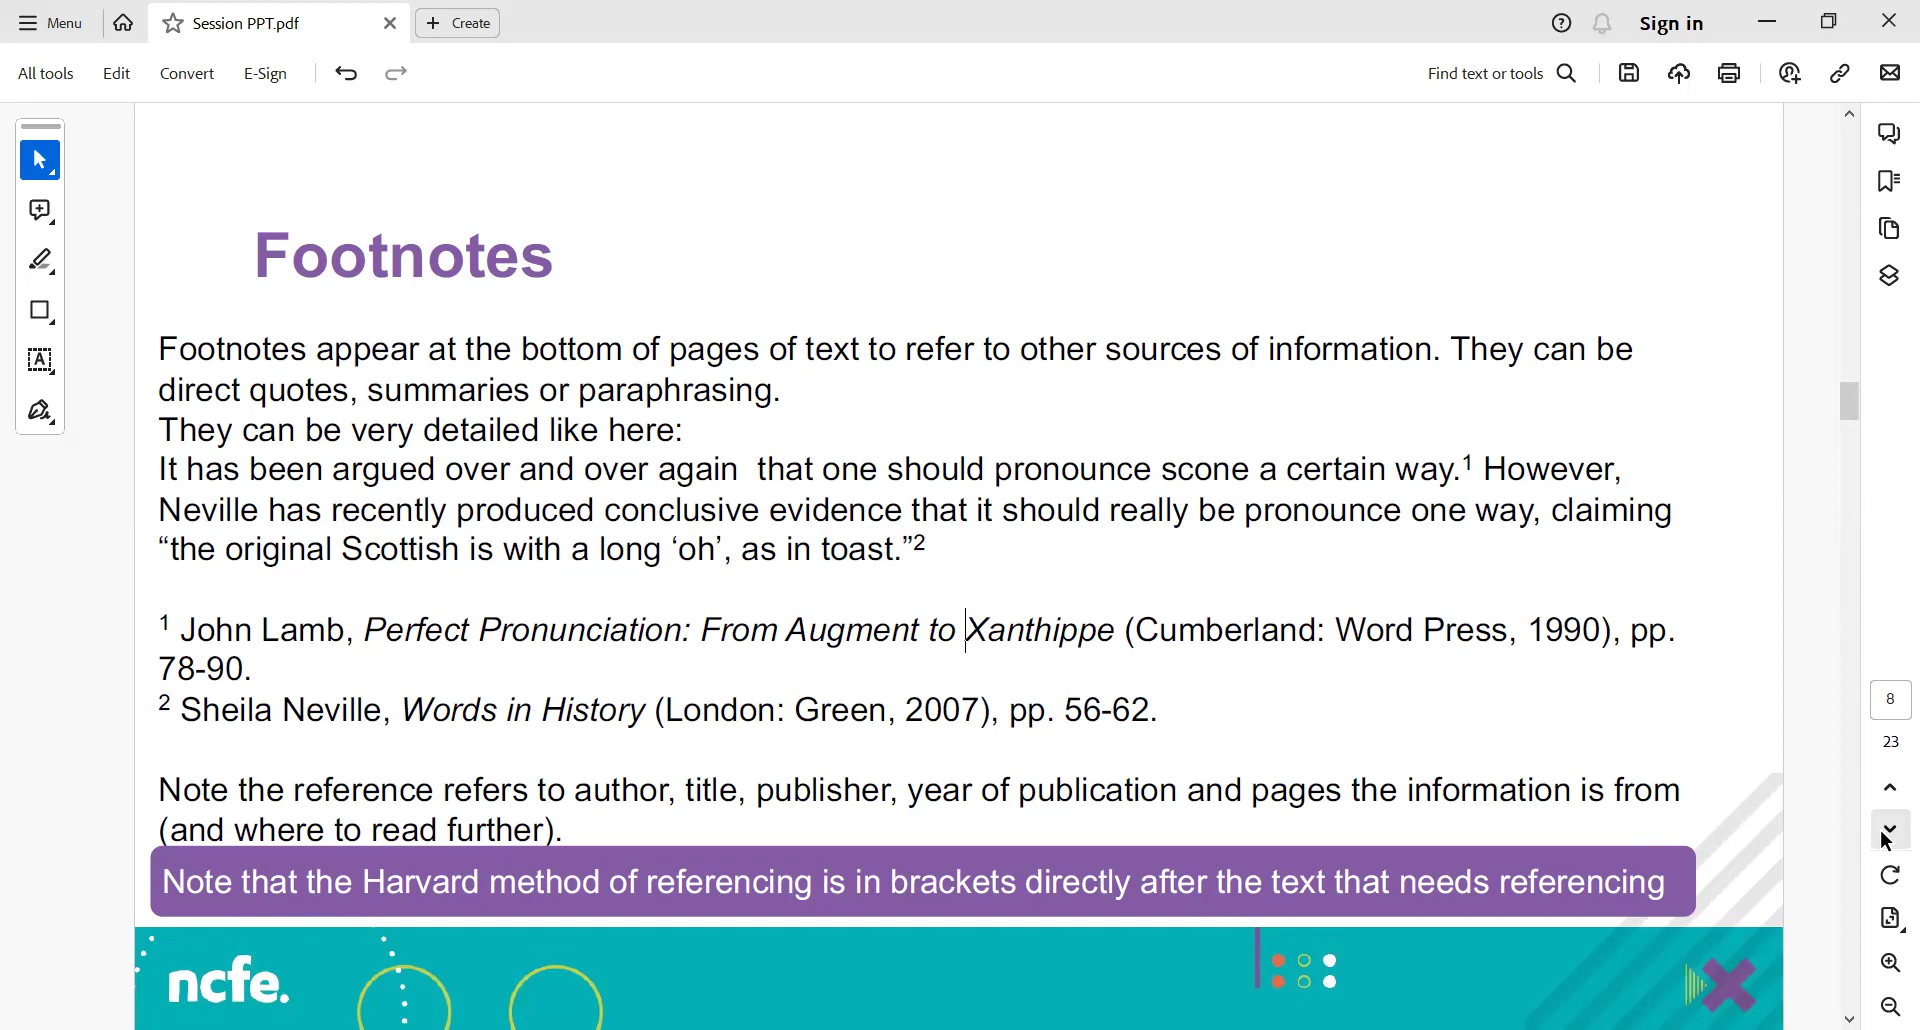 Menu
Session PPT.pdf
Create
Sign in
All tools
Edit
Convert
E-Sign
Find text or tools
Footnotes
Footnotes appear at the bottom of pages of text to refer to other sources of information. They can be
direct quotes, summaries or paraphrasing.
They can be very detailed like here:
It has been argued over and over again  that one should pronounce scone a certain way.¹ However,
Neville has recently produced conclusive evidence that it should really be pronounce one way, claiming
“the original Scottish is with a long ‘oh’, as in toast.”²
¹ John Lamb, Perfect Pronunciation: From Augment to Xanthippe (Cumberland: Word Press, 1990), pp.
78-90.
² Sheila Neville, Words in History (London: Green, 2007), pp. 56-62.
Note the reference refers to author, title, publisher, year of publication and pages the information is from
(and where to read further).
Note that the Harvard method of referencing is in brackets directly after the text that needs referencing
ncfe.
8
23